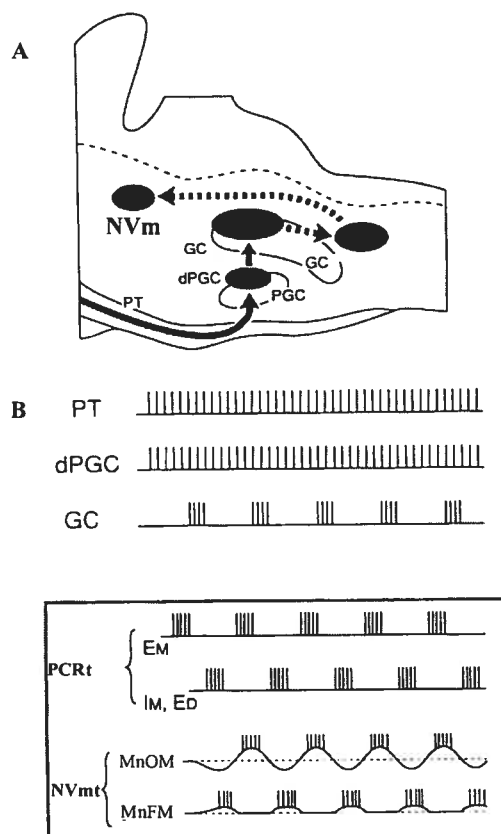 A
NVm
GC
GC
dPGC
PGC
PT
B
PT
dPGC
GC
PCRt
EM
IM, ED
NVmt
MnOM
MnFM